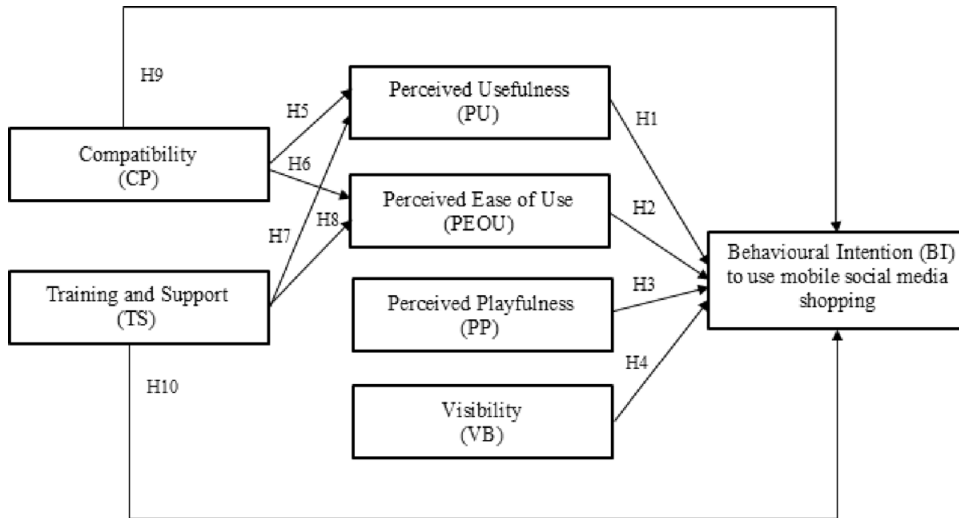 H9
Perceived Usefulness
(PU)
H5
H1
Compatibility
(CP)
H6
Perceived Ease of Use
(PEOU)
H2
H7
H8
Behavioural Intention (BI)
to use mobile social media
shopping
Training and Support
(TS)
Perceived Playfulness
(PP)
H3
H4
H10
Visibility
(VB)